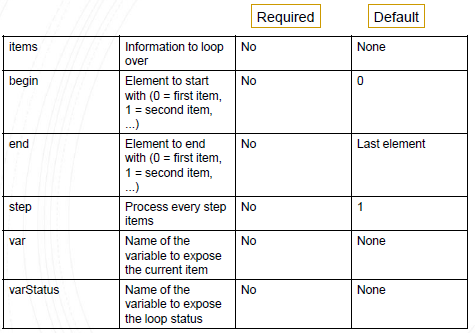 Required Default
items Information to loop No None
over
begin Element to start No 0
with (0 = first item,
1 = second item,
...)
end Element to end No Last element
with (0 = first item,
1 = second item,
...)
step Process every step No 1
items
var Name of the No None
variable to expose
the current item
varStatus Name of the No None
variable to expose
the loop status